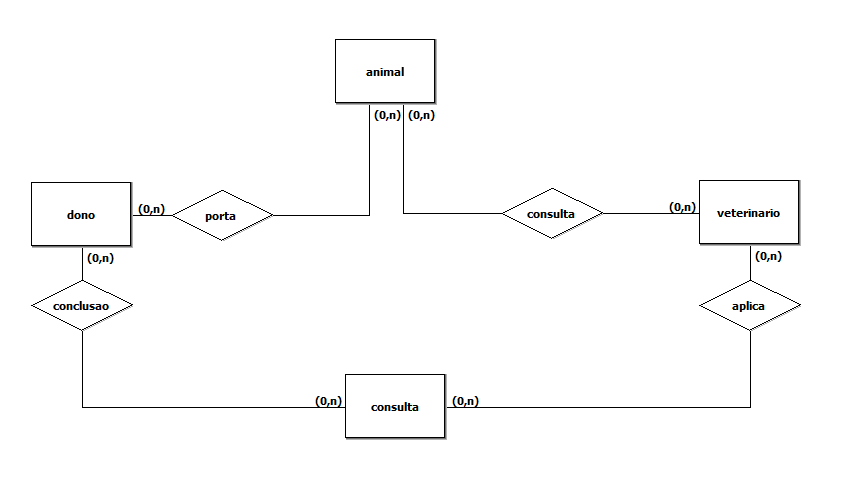 animal
(0,n) (0,n)
dono
(0,n)
porta
consulta
(0,n)
veterinario
(0,n)
(0,n)
conclusao
aplica
(0,n)
consulta
(0,n)